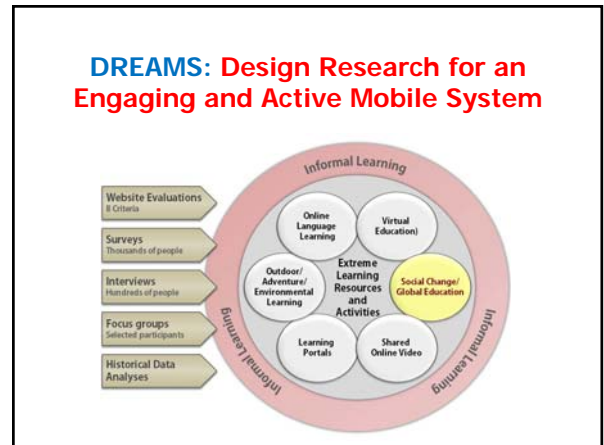 DREAMS: Design Research for an
Engaging and Active Mobile System
Website Evaluations
8 Criteria
Surveys
Thousands of people
Interviews
Hundreds of people
Focus groups
Selected participants
Historical Data
Analyses
Informal Learning
Online
Language
Learning
Virtual
Education)
Outdoor/
Adventure/
Environmental
Learning
Extreme
Learning
Resources
and
Activities
Social Change/
Global Education
Learning
Portals
Shared
Online Video
Informal Learning
Informal Learning